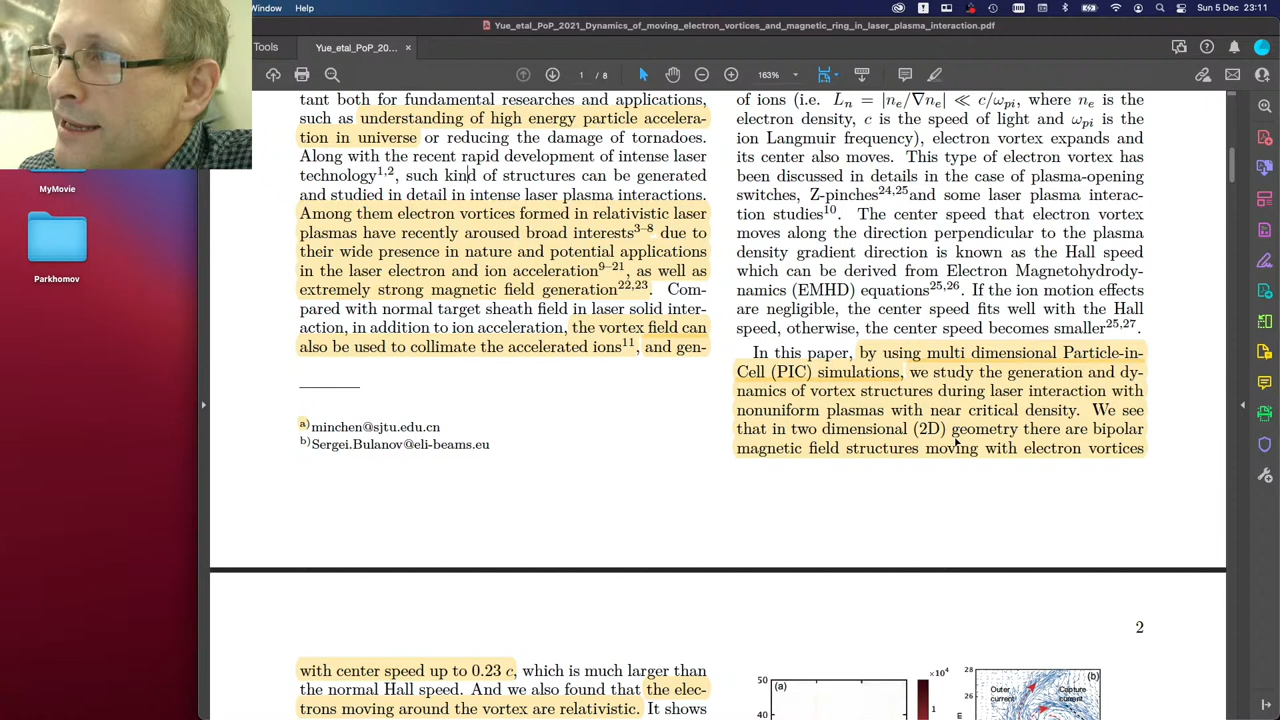 Window Help
Sun 5 Dec 23:11
Yue_etal_PoP_2021_Dynamics_of_moving_electron_vortices_and_magnetic_ring_in_laser_plasma_interaction.pdf
Tools
Yue_etal_PoP_20...
1 / 8
163%
MyMovie
Parkhomov
tant both for fundamental researches and applications,
such as understanding of high energy particle accelera-
tion in universe or reducing the damage of tornadoes.
Along with the recent rapid development of intense laser
technology1,2, such kind of structures can be generated
and studied in detail in intense laser plasma interactions.
Among them electron vortices formed in relativistic laser
plasmas have recently aroused broad interests3–8 due to
their wide presence in nature and potential applications
in the laser electron and ion acceleration9–21, as well as
extremely strong magnetic field generation22,23. Com-
pared with normal target sheath field in laser solid inter-
action, in addition to ion acceleration, the vortex field can
also be used to collimate the accelerated ions11, and gen-
a)minchen@sjtu.edu.cn
b)Sergei.Bulanov@eli-beams.eu
of ions (i.e. Ln = |ne/∇ne| ≪ c/ωpi, where ne is the
electron density, c is the speed of light and ωpi is the
ion Langmuir frequency), electron vortex expands and
its center also moves. This type of electron vortex has
been discussed in details in the case of plasma-opening
switches, Z-pinches24,25and some laser plasma interac-
tion studies10. The center speed that electron vortex
moves along the direction perpendicular to the plasma
density gradient direction is known as the Hall speed
which can be derived from Electron Magnetohydrody-
namics (EMHD) equations25,26. If the ion motion effects
are negligible, the center speed fits well with the Hall
speed, otherwise, the center speed becomes smaller25,27.
In this paper, by using multi dimensional Particle-in-
Cell (PIC) simulations, we study the generation and dy-
namics of vortex structures during laser interaction with
nonuniform plasmas with near critical density. We see
that in two dimensional (2D) geometry there are bipolar
magnetic field structures moving with electron vortices
2
with center speed up to 0.23 c, which is much larger than
the normal Hall speed. And we also found that the elec-
trons moving around the vortex are relativistic. It shows
50
(a)
40
×10⁴
1
28
26
(b)
Outer
current
Capture
current